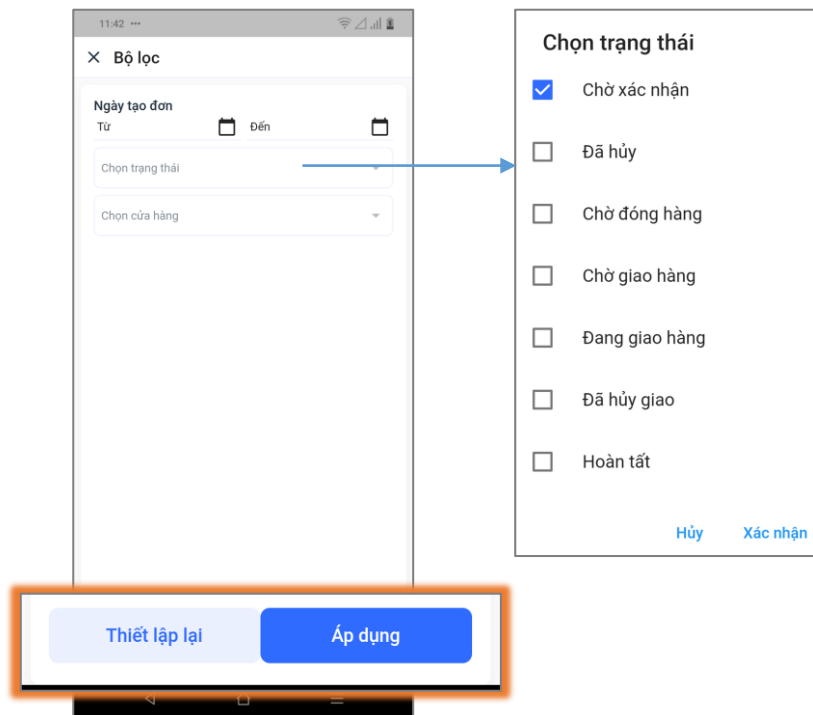 11:42 •••
Bộ lọc
Ngày tạo đơn
Từ Đến
Chọn trạng thái
Chọn cửa hàng
Thiết lập lại Áp dụng
Chọn trạng thái
Chờ xác nhận
Đã hủy
Chờ đóng hàng
Chờ giao hàng
Đang giao hàng
Đã hủy giao
Hoàn tất
Hủy Xác nhận